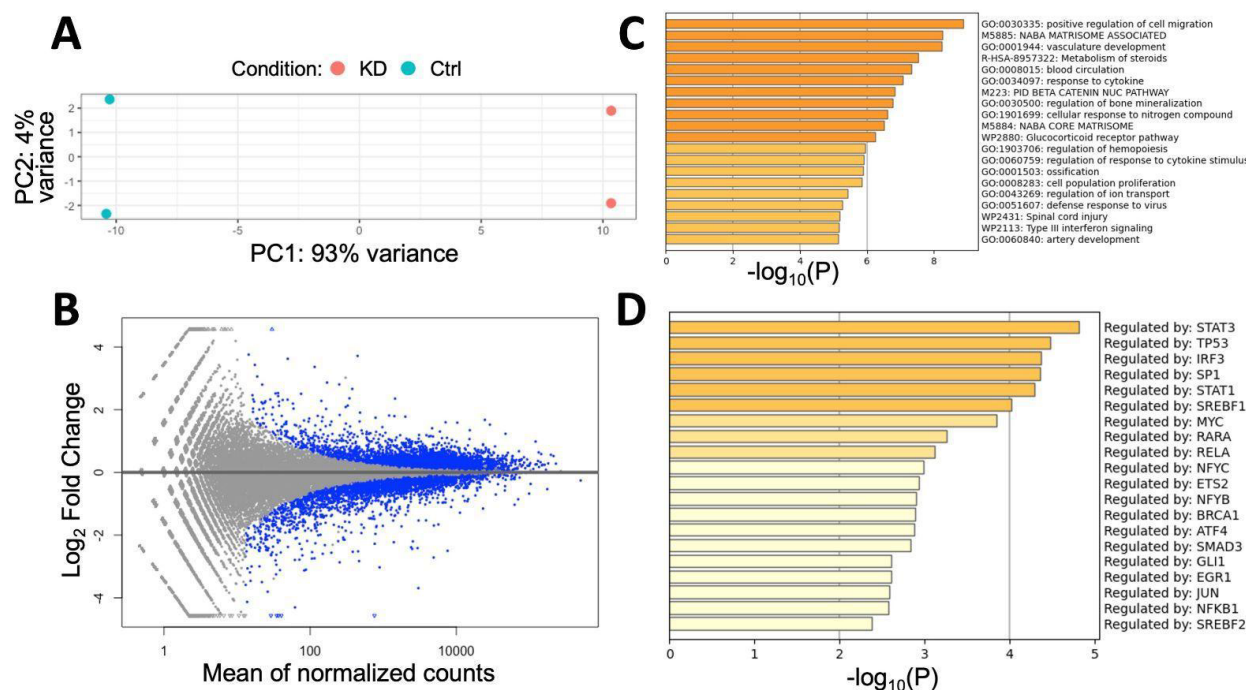 A
Condition: KD Ctrl
PC2: 4%
variance
2
1
0
-1
-2
-10
-5
0
5
10
PC1: 93% variance
B
Log2 Fold Change
4
2
0
-2
-4
1
100
10000
Mean of normalized counts
C
GO:0030335: positive regulation of cell migration
M5885: NABA MATRISOME ASSOCIATED
GO:0001944: vasculature development
R-HSA-8957322: Metabolism of steroids
GO:0008015: blood circulation
GO:0034097: response to cytokine
M223: PID BETA CATENIN NUC PATHWAY
GO:0030500: regulation of bone mineralization
GO:1901699: cellular response to nitrogen compound
M5884: NABA CORE MATRISOME
WP2880: Glucocorticoid receptor pathway
GO:1903706: regulation of hemopoiesis
GO:0060759: regulation of response to cytokine stimulus
GO:0001503: ossification
GO:0008283: cell population proliferation
GO:0043269: regulation of ion transport
GO:0051607: defense response to virus
WP2431: Spinal cord injury
WP2113: Type III interferon signaling
GO:0060840: artery development
0 2 4 6 8
-log10(P)
D
Regulated by: STAT3
Regulated by: TP53
Regulated by: IRF3
Regulated by: SP1
Regulated by: STAT1
Regulated by: SREBF1
Regulated by: MYC
Regulated by: RARA
Regulated by: RELA
Regulated by: NFYC
Regulated by: ETS2
Regulated by: NFYB
Regulated by: BRCA1
Regulated by: ATF4
Regulated by: SMAD3
Regulated by: GLI1
Regulated by: EGR1
Regulated by: JUN
Regulated by: NFKB1
Regulated by: SREBF2
0 1 2 3 4 5
-log10(P)